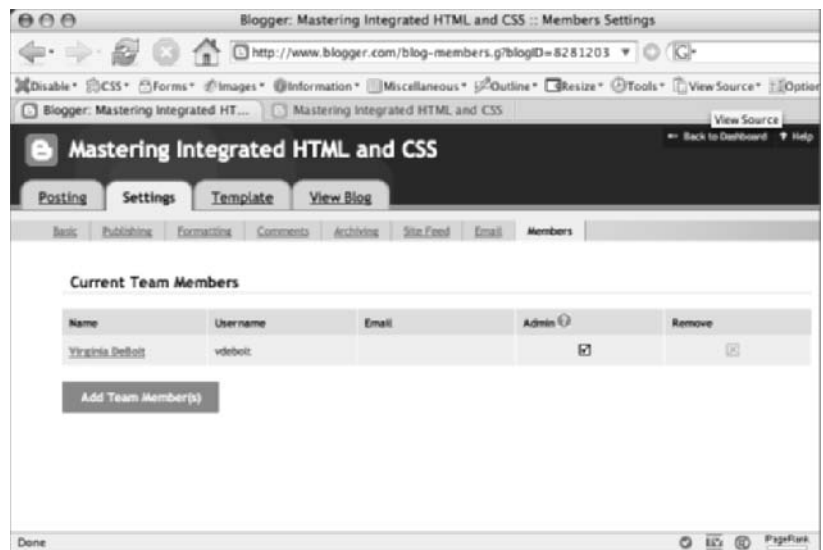 Blogger: Mastering Integrated HTML and CSS :: Members Settings
http://www.blogger.com/blog-members.g?blogID=8281203
Disable CSS Forms Images Information Miscellaneous Outline Resize Tools View Source Option
Blogger: Mastering Integrated HT... Mastering Integrated HTML and CSS
View Source
Mastering Integrated HTML and CSS
Back to Dashboard ? Help
Posting Settings Template View Blog
Basic Publishing Formatting Comments Archiving Site Feed Email Members
Current Team Members
Name Username Email Admin Remove
Virginia DeBolt vdebolt
Add Team Member(s)
Done PageRank